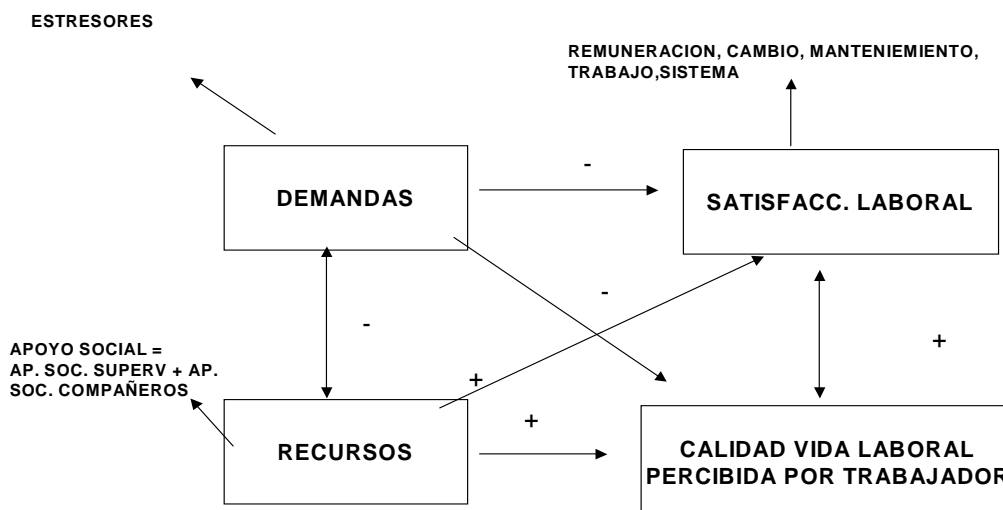 ESTRESORES
REMUNERACION, CAMBIO, MANTENIEMIENTO,
TRABAJO,SISTEMA
-
DEMANDAS
SATISFACC. LABORAL
-
-
+
APOYO SOCIAL =
AP. SOC. SUPERV + AP.
SOC. COMPAÑEROS
+
+
RECURSOS
CALIDAD VIDA LABORAL
PERCIBIDA POR TRABAJADOR